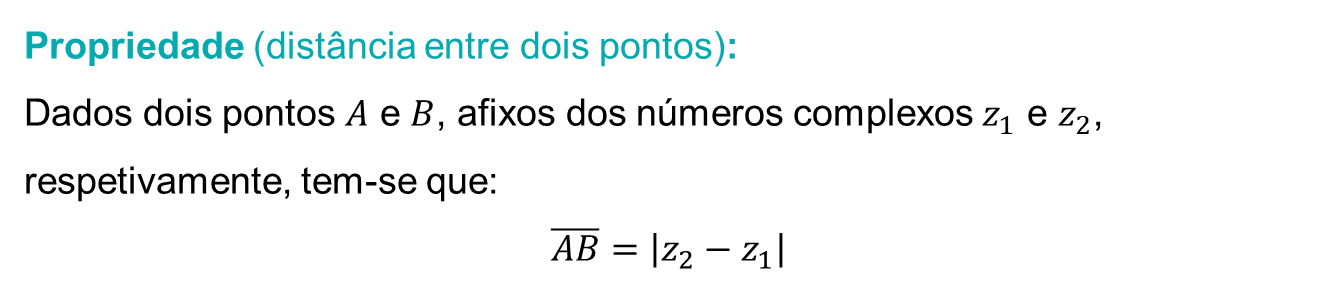 Propriedade (distância entre dois pontos):
Dados dois pontos A e B, afixos dos números complexos z₁ e z₂,
respetivamente, tem-se que:
A̅B̅ = |z₂ − z₁|